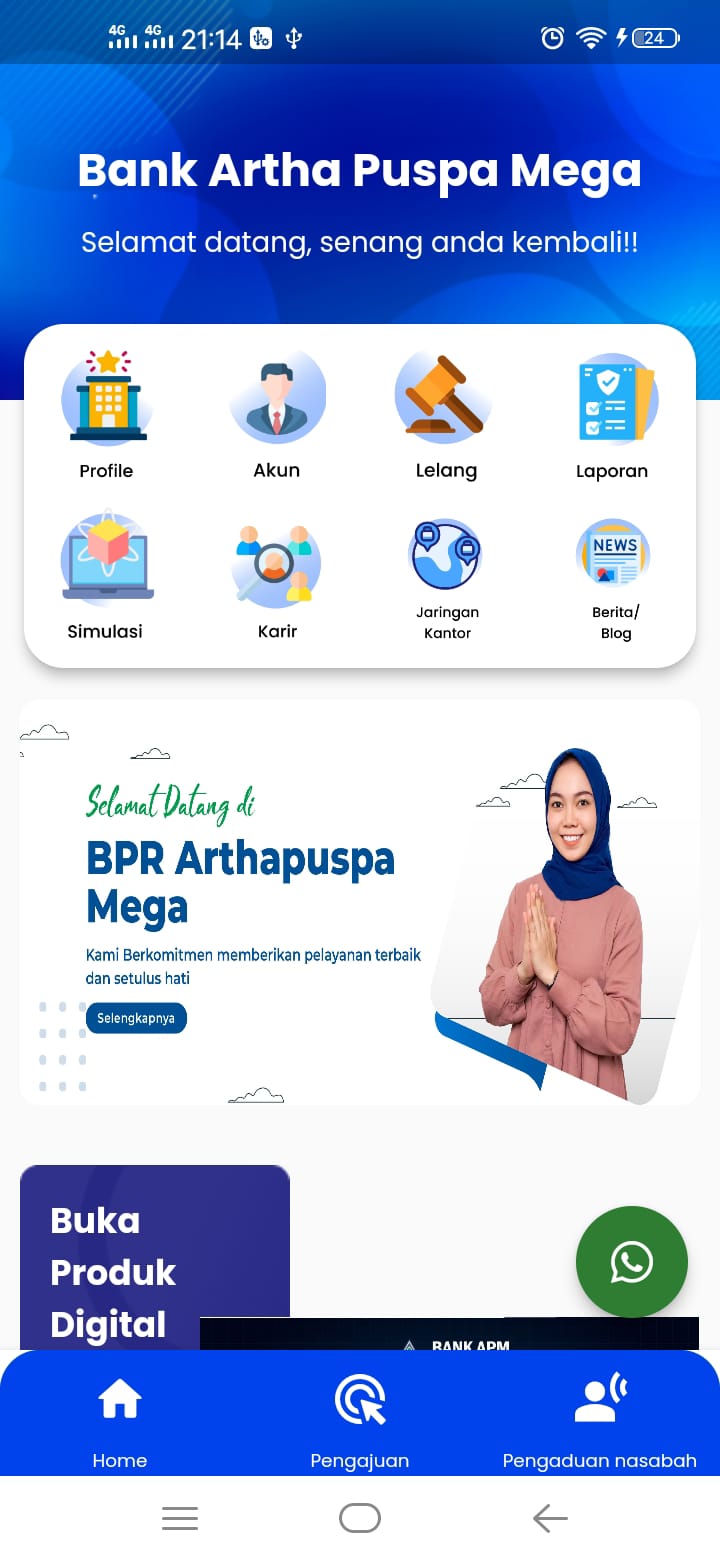 4G 4G 21:14 24
Bank Artha Puspa Mega
Selamat datang, senang anda kembali!!
Profile Akun Lelang Laporan
NEWS
Simulasi Karir Jaringan Kantor Berita/ Blog
Selamat Datang di
BPR Arthapuspa
Mega
Kami Berkomitmen memberikan pelayanan terbaik
dan setulus hati
Selengkapnya
Buka
Produk
Digital
BANK APM
Home Pengajuan Pengaduan nasabah